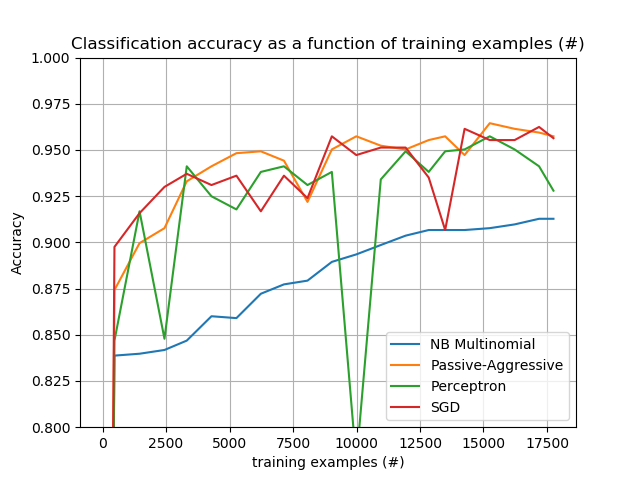 Classification accuracy as a function of training examples (#)
1.000
0.975
0.950
0.925
0.900
0.875
0.850
0.825
0.800
Accuracy
NB Multinomial
Passive-Aggressive
Perceptron
SGD
0 2500 5000 7500 10000 12500 15000 17500
training examples (#)